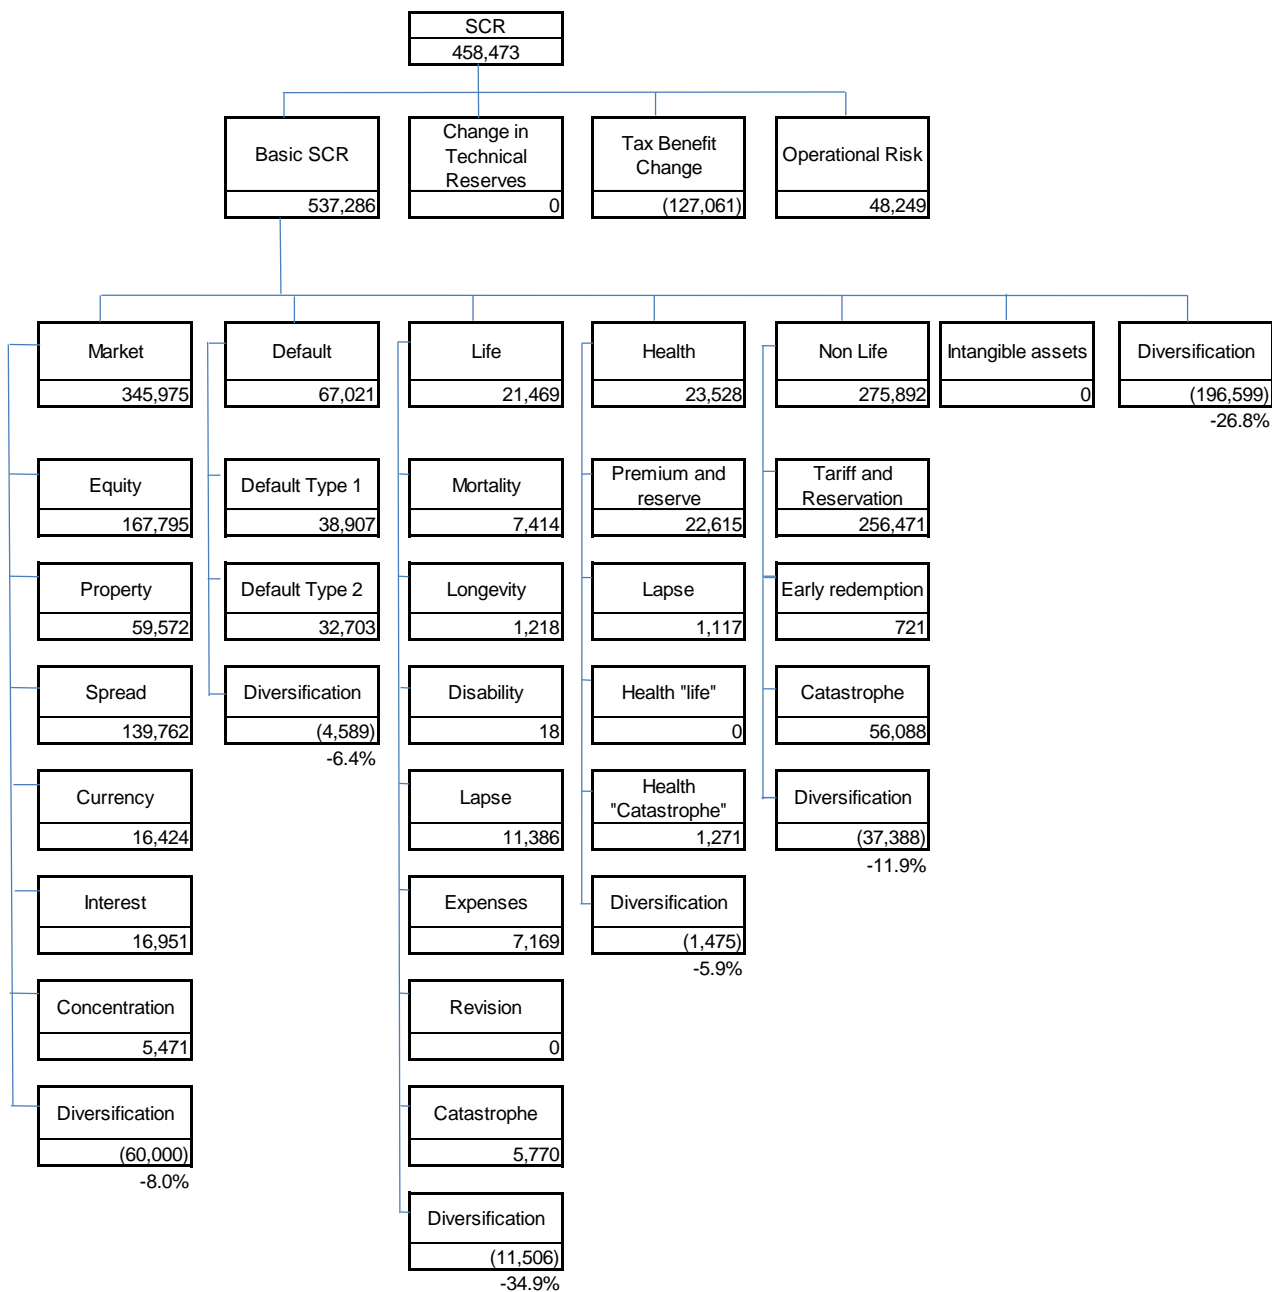 SCR
458,473
Basic SCR
537,286
Change in
Technical
Reserves
0
Tax Benefit
Change
(127,061)
Operational Risk
48,249
Market
345,975
Default
67,021
Life
21,469
Health
23,528
Non Life
275,892
Intangible assets
0
Diversification
(196,599)
-26.8%
Equity
167,795
Default Type 1
38,907
Mortality
7,414
Premium and
reserve
22,615
Tariff and
Reservation
256,471
Property
59,572
Default Type 2
32,703
Longevity
1,218
Lapse
1,117
Early redemption
721
Spread
139,762
Diversification
(4,589)
-6.4%
Disability
18
Health "life"
0
Catastrophe
56,088
Currency
16,424
Lapse
11,386
Health
"Catastrophe"
1,271
Diversification
(37,388)
-11.9%
Interest
16,951
Expenses
7,169
Diversification
(1,475)
-5.9%
Concentration
5,471
Revision
0
Diversification
(60,000)
-8.0%
Catastrophe
5,770
Diversification
(11,506)
-34.9%